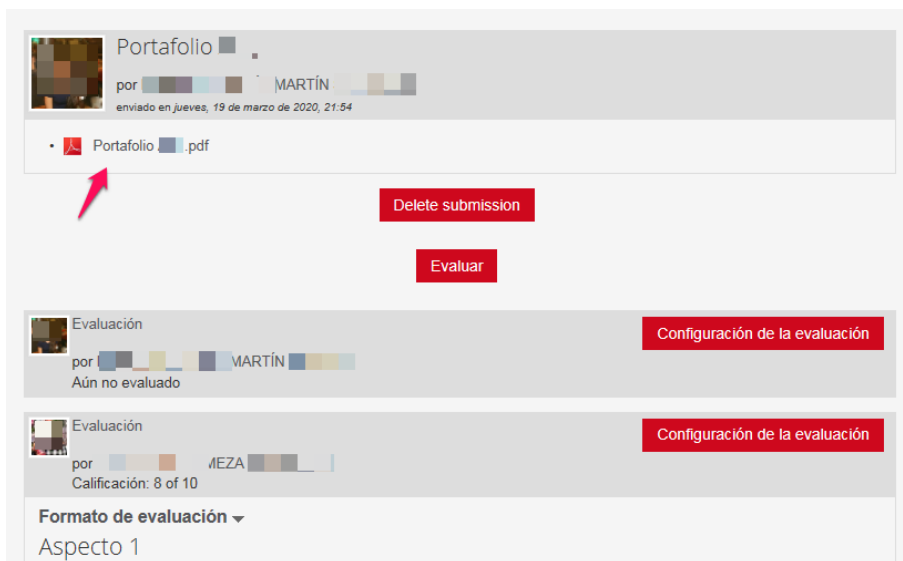 Portafolio
por MARTÍN
enviado en jueves, 19 de marzo de 2020, 21:54
• Portafolio .pdf
Delete submission
Evaluar
Evaluación
Configuración de la evaluación
por MARTÍN
Aún no evaluado
Evaluación
Configuración de la evaluación
por MEZA
Calificación: 8 of 10
Formato de evaluación
Aspecto 1